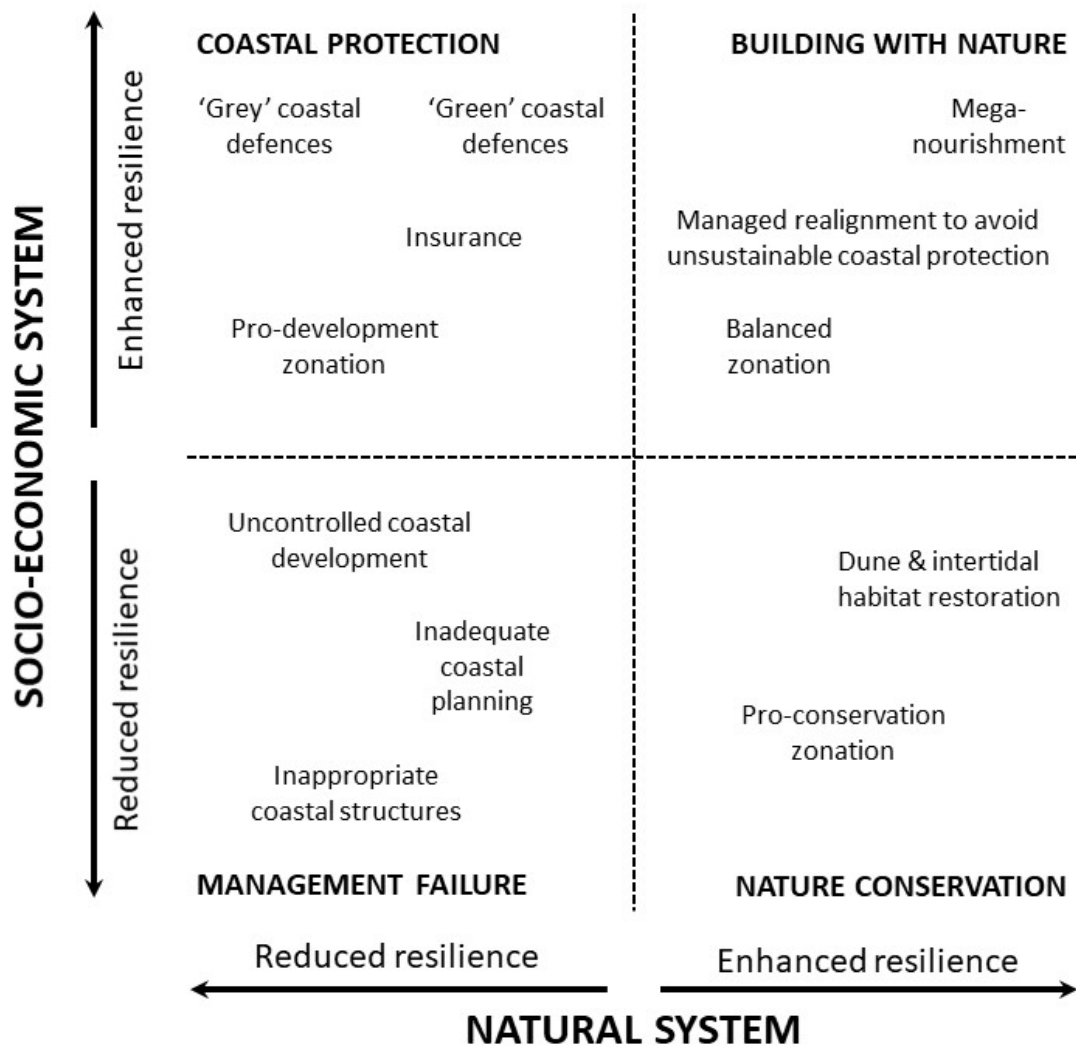 COASTAL PROTECTION
BUILDING WITH NATURE
‘Grey’ coastal
defences
‘Green’ coastal
defences
Mega-
nourishment
Insurance
Managed realignment to avoid
unsustainable coastal protection
Pro-development
zonation
Balanced
zonation
SOCIO-ECONOMIC SYSTEM
Enhanced resilience
Reduced resilience
Uncontrolled coastal
development
Dune & intertidal
habitat restoration
Inadequate
coastal
planning
Pro-conservation
zonation
Inappropriate
coastal structures
MANAGEMENT FAILURE
NATURE CONSERVATION
Reduced resilience
Enhanced resilience
NATURAL SYSTEM